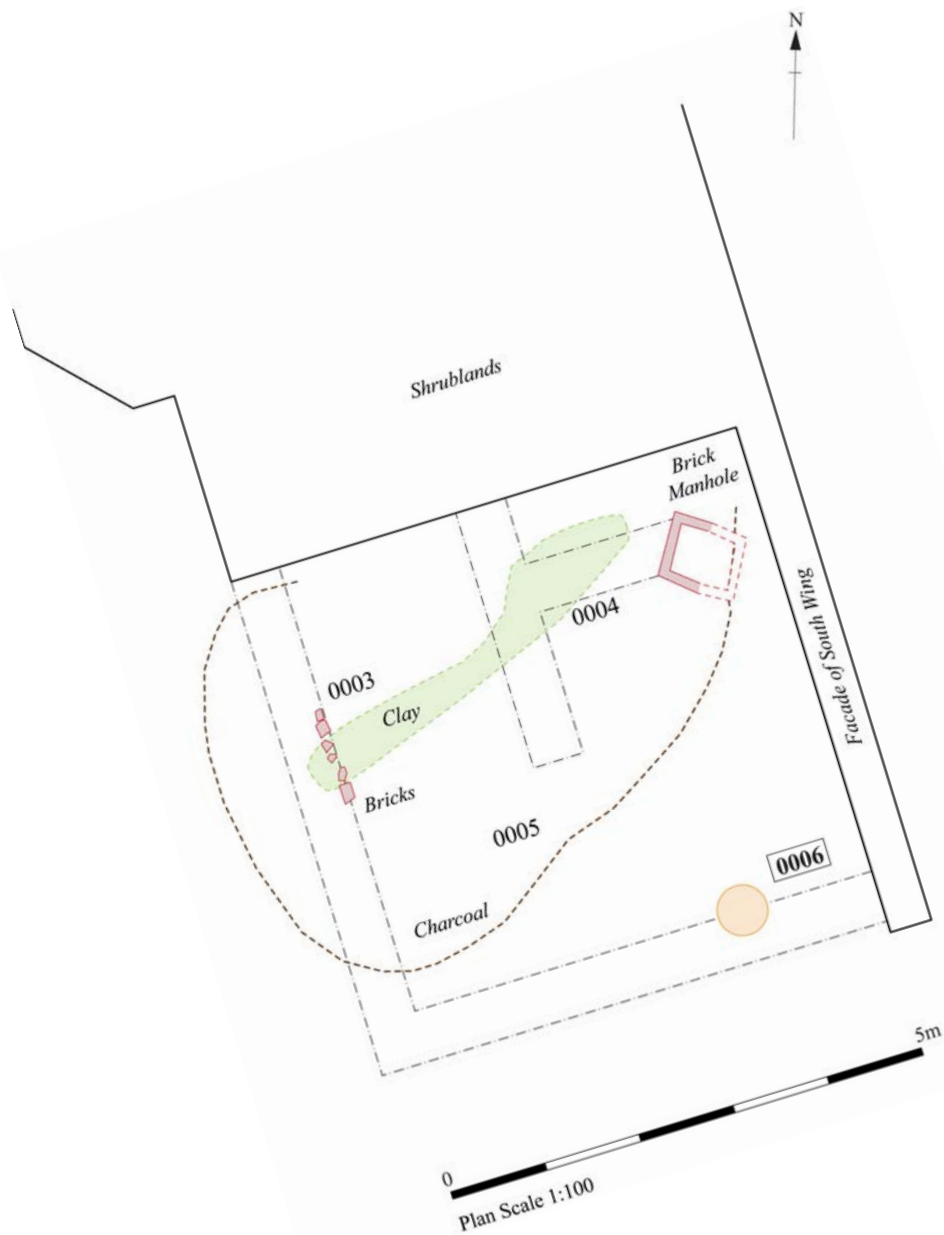 N
Shrublands
Brick
Manhole
0004
Facade of South Wing
0003
Clay
Bricks
0005
0006
Charcoal
5m
0
Plan Scale 1:100